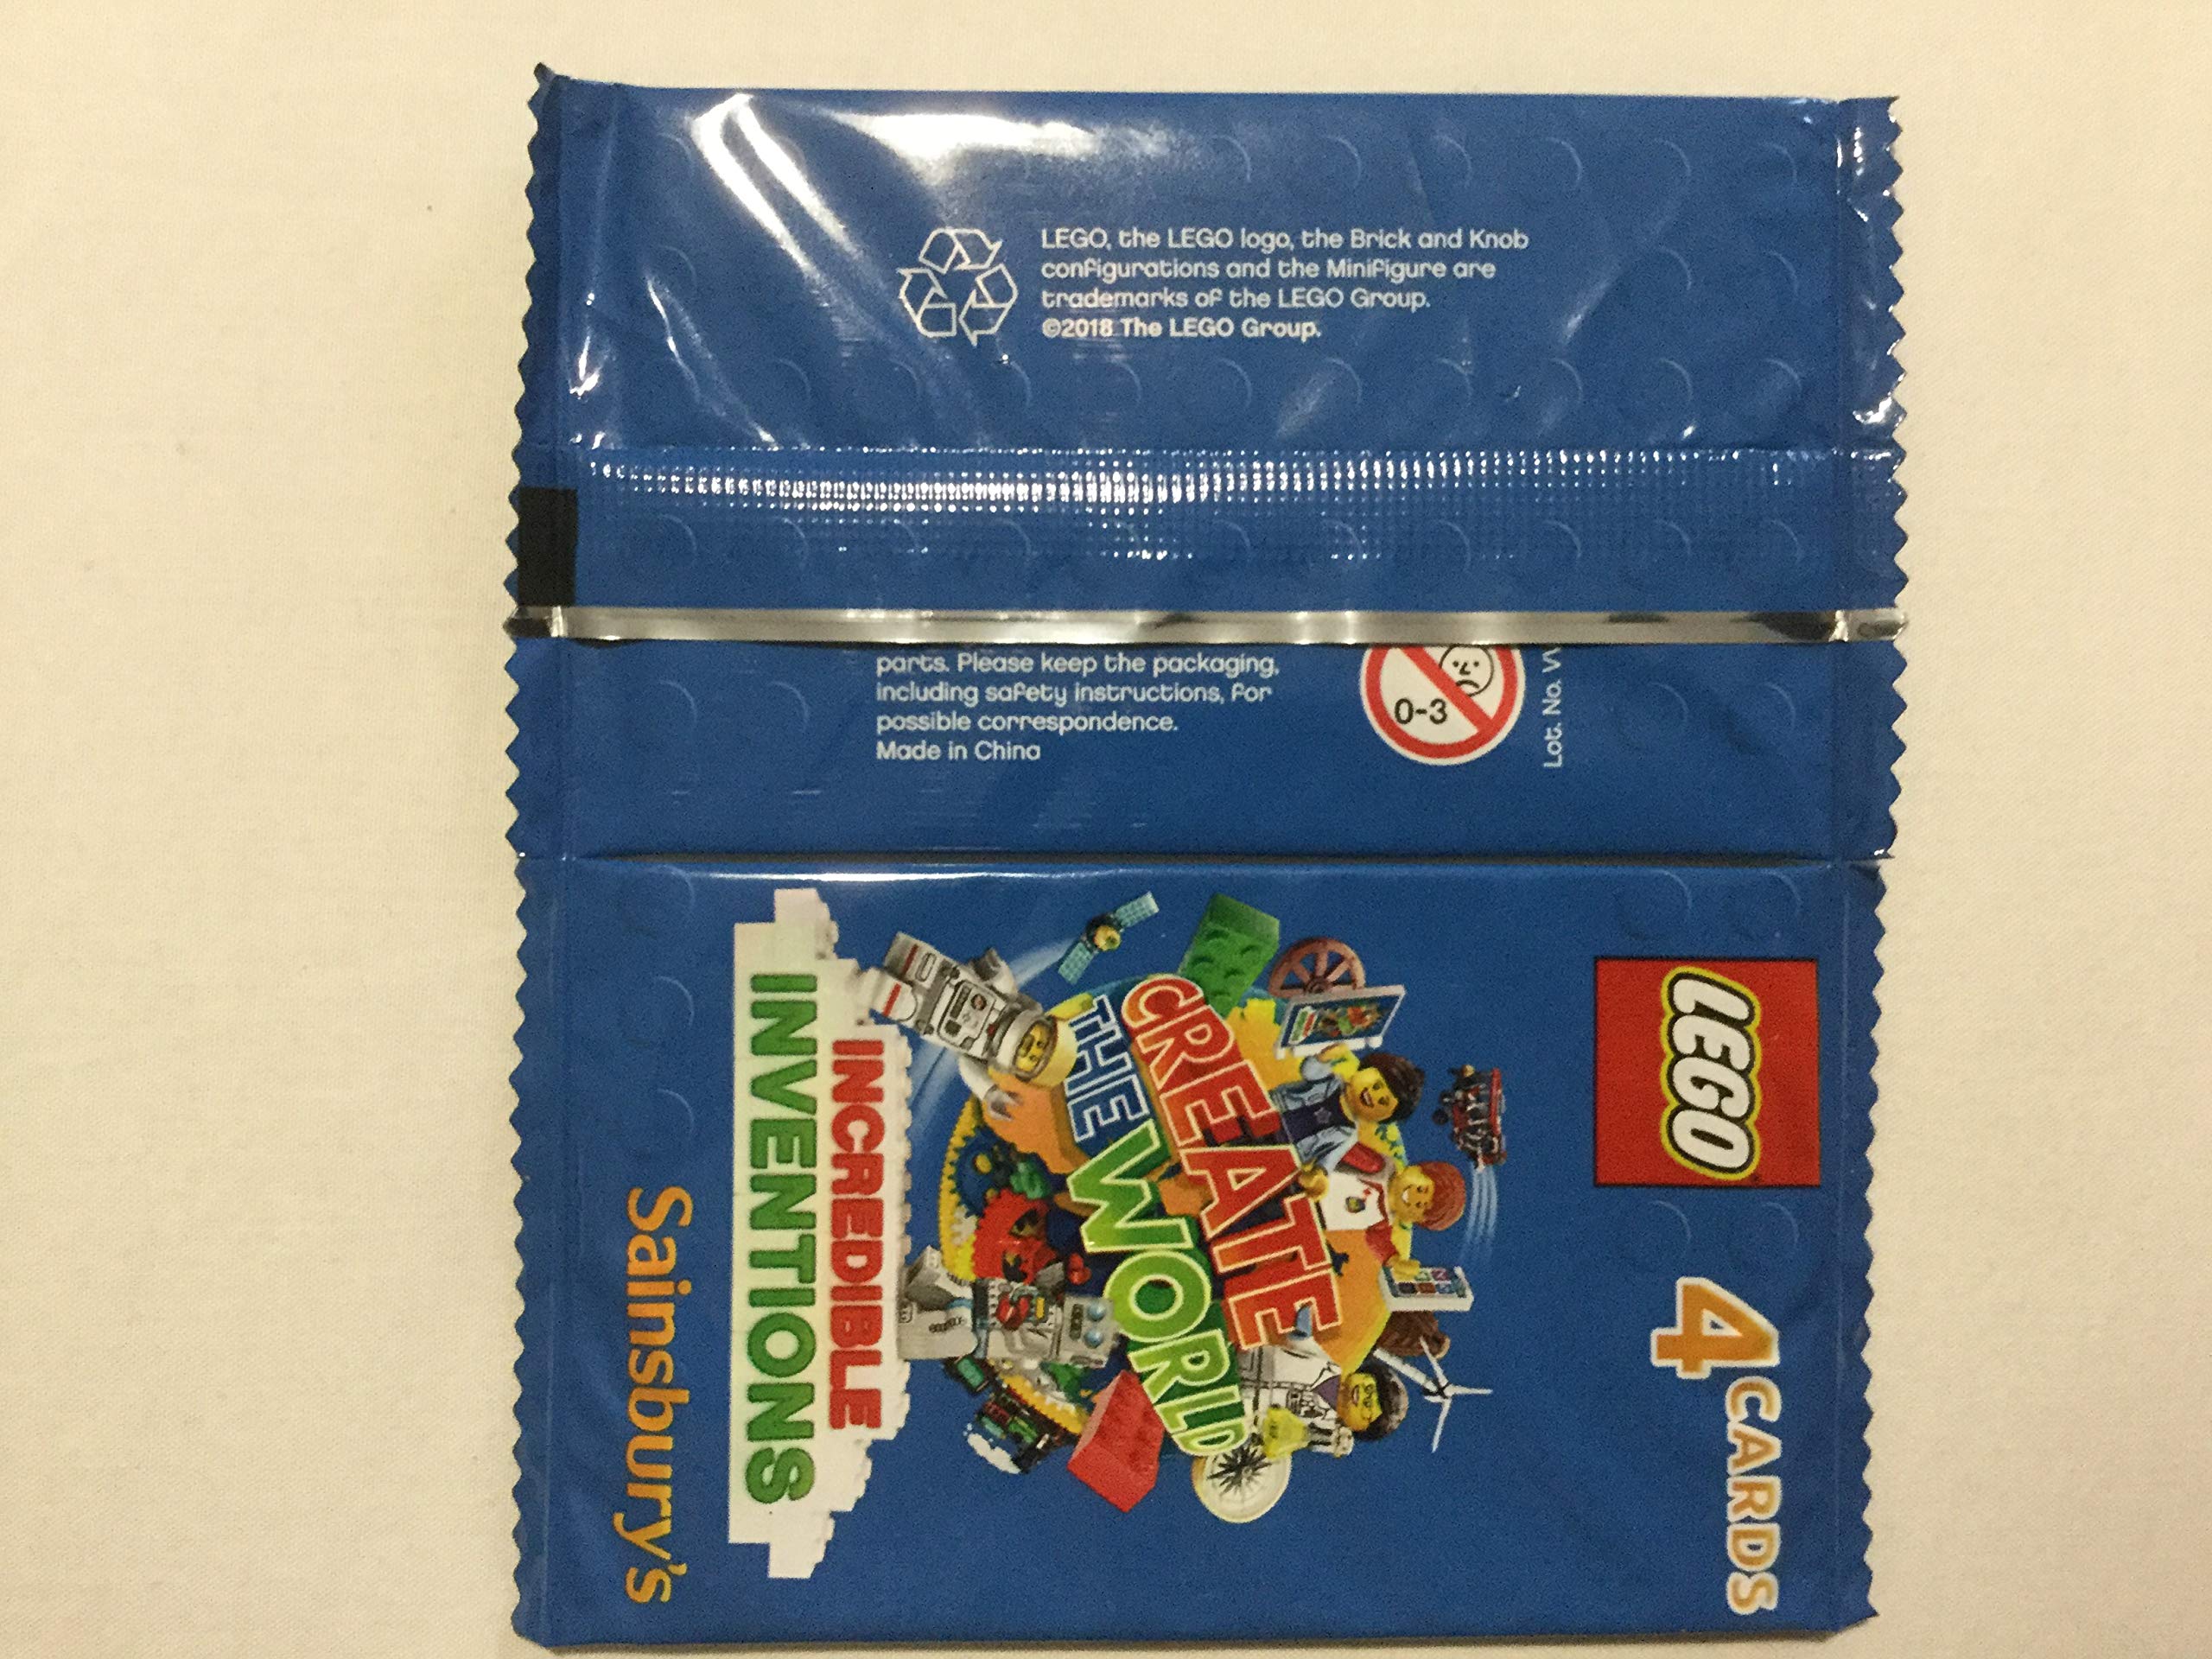 LEGO, the LEGO logo, the Brick and Knob
configurations and the Minifigure are
trademarks of the LEGO Group.
©2018 The LEGO Group.
parts. Please keep the packaging,
including safety instructions, for
possible correspondence.
Made in China
0-3
Lot. No.
LEGO
4 CARDS
CREATE
THE WORLD
INCREDIBLE
INVENTIONS
Sainsbury's